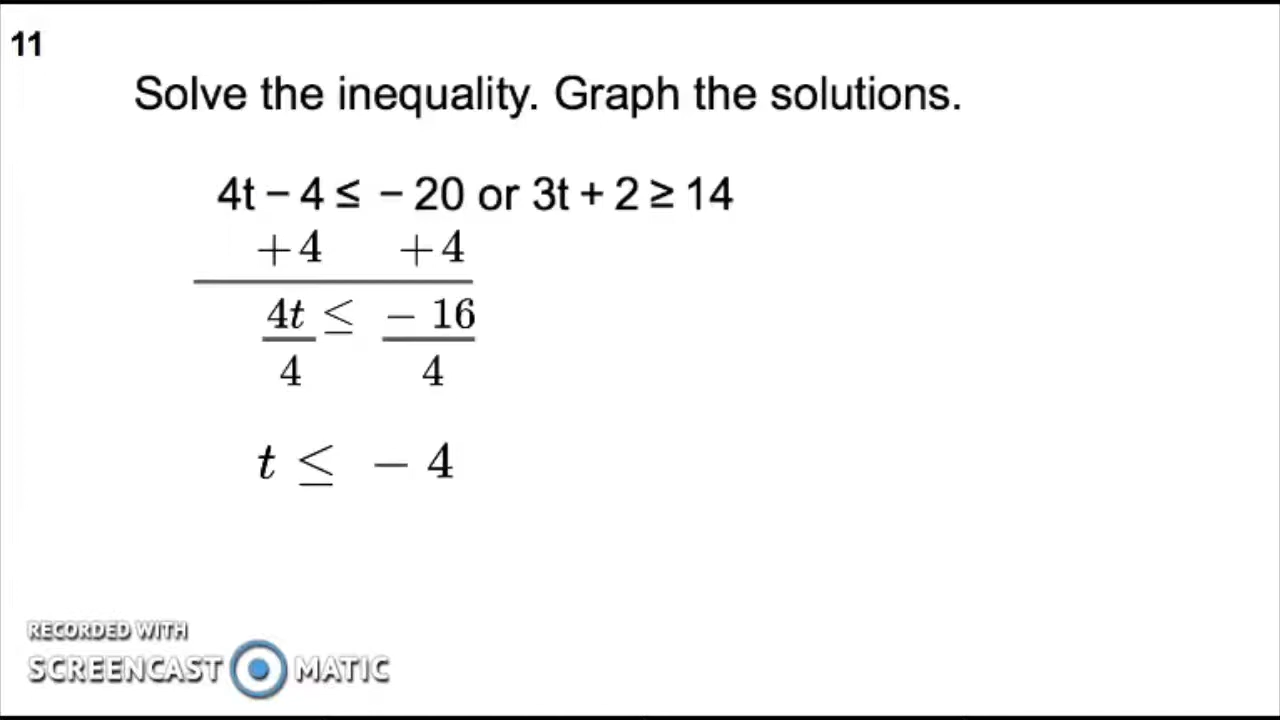 11
Solve the inequality. Graph the solutions.
4t − 4 ≤ − 20 or 3t + 2 ≥ 14
+ 4 + 4
4t ≤ − 16
4 4
t ≤ − 4
RECORDED WITH
SCREENCAST MATIC